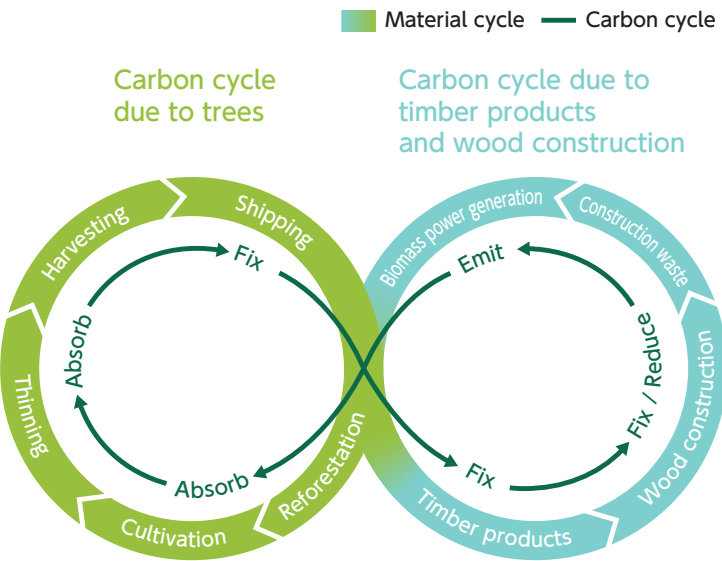 Material cycle
Carbon cycle
Carbon cycle
due to trees
Carbon cycle due to
timber products
and wood construction
Harvesting
Shipping
Thinning
Cultivation
Reforestation
Fix
Absorb
Absorb
Biomass power generation
Construction waste
Wood construction
Timber products
Emit
Fix / Reduce
Fix